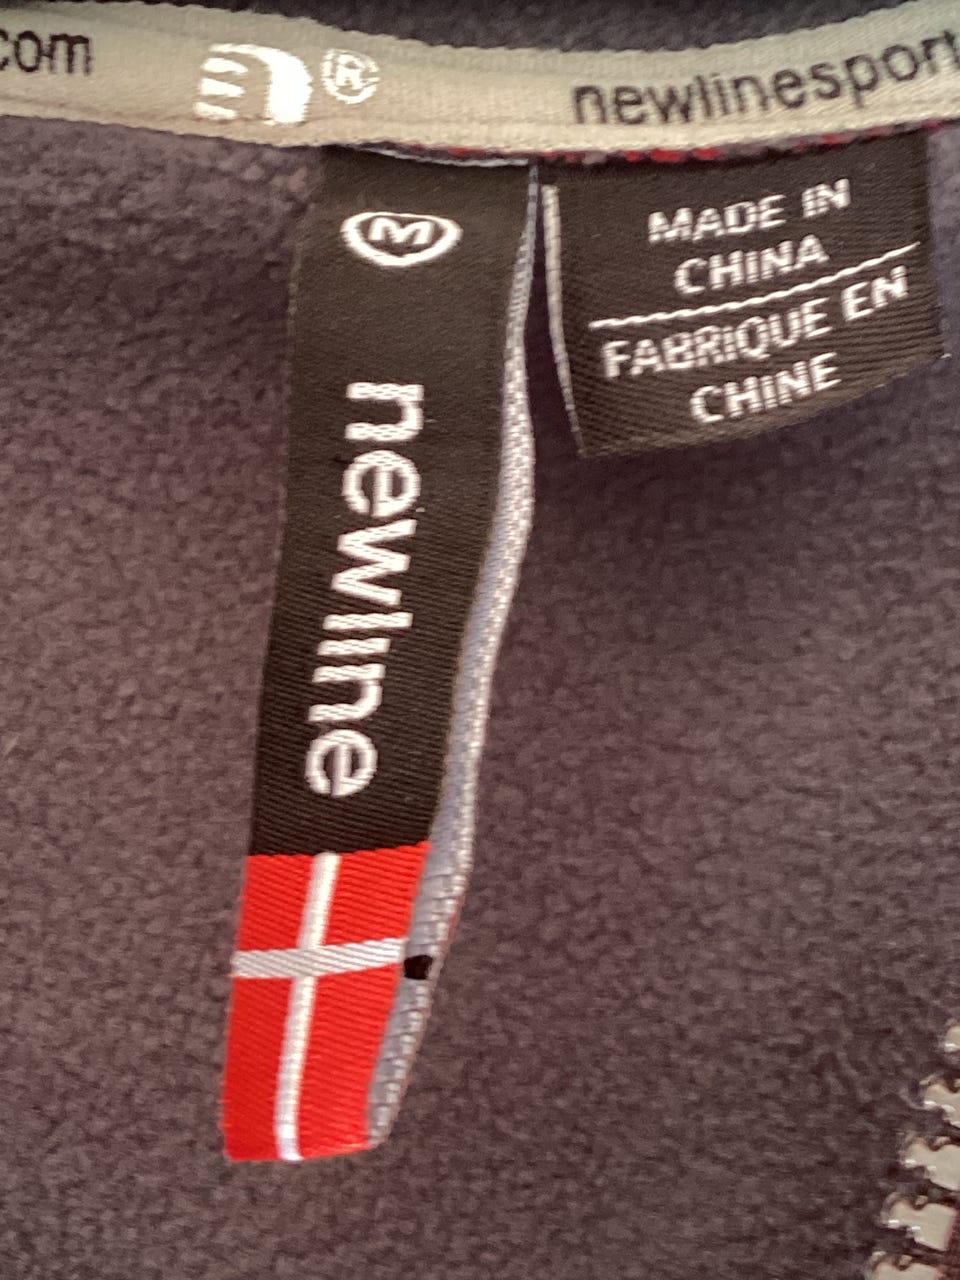 com
®
newlinesport
M
newline
MADE IN
CHINA
FABRIQUE EN
CHINE